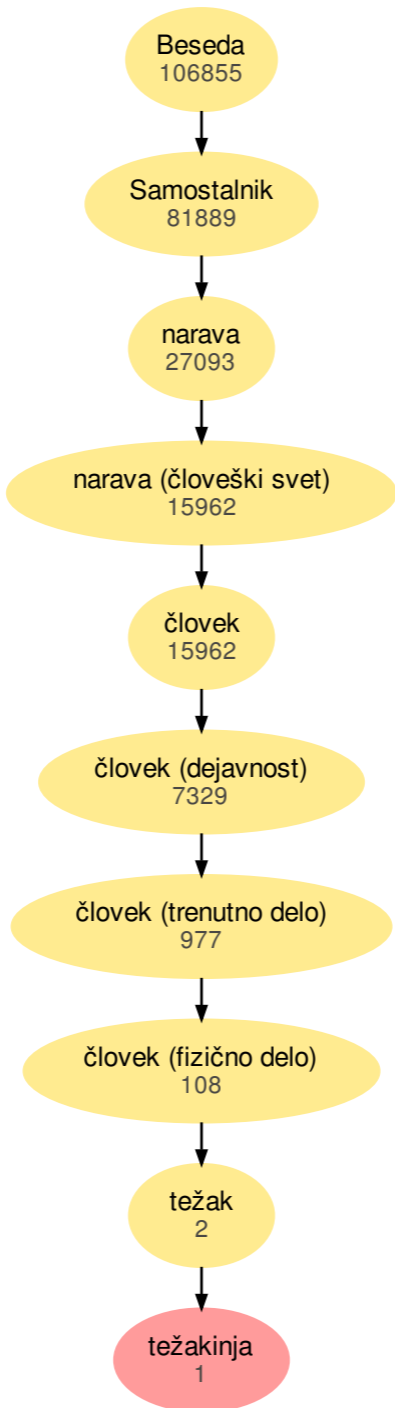 Beseda
106855
Samostalnik
81889
narava
27093
narava (človeški svet)
15962
človek
15962
človek (dejavnost)
7329
človek (trenutno delo)
977
človek (fizično delo)
108
težak
2
težakinja
1